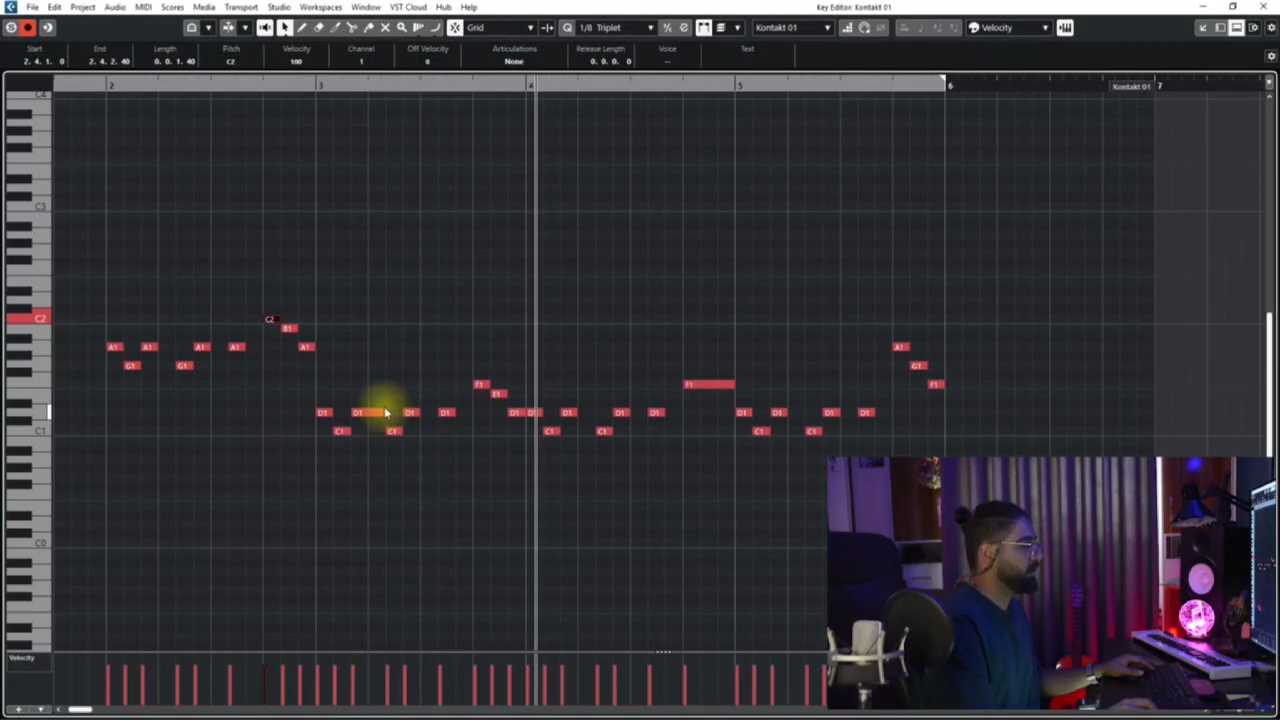 File Edit Project Audio MIDI Scores Media Transport Studio Workspaces Window VST Cloud Hub Help Key Editor: Kontakt 01
Grid 1/8 Triplet Kontakt 01 Velocity
Start End Length Pitch Velocity Channel Off Velocity Articulations Release Length Voice Text
2. 4. 1. 0 2. 4. 2. 40 0. 0. 1. 40 C2 100 1 0 None 0. 0. 0. 0
2 3 4 5 6 Kontakt 01 7
C4
C3
C2 C2
B1
A1 A1 A1 A1 A1 A1
G1 G1 G1
F1 F1 F1
E1
D1 D1 D1 D1 D1 D1 D1 D1 D1 D1 D1 D1 D1
C1 C1 C1 C1 C1 C1 C1
C0
Velocity